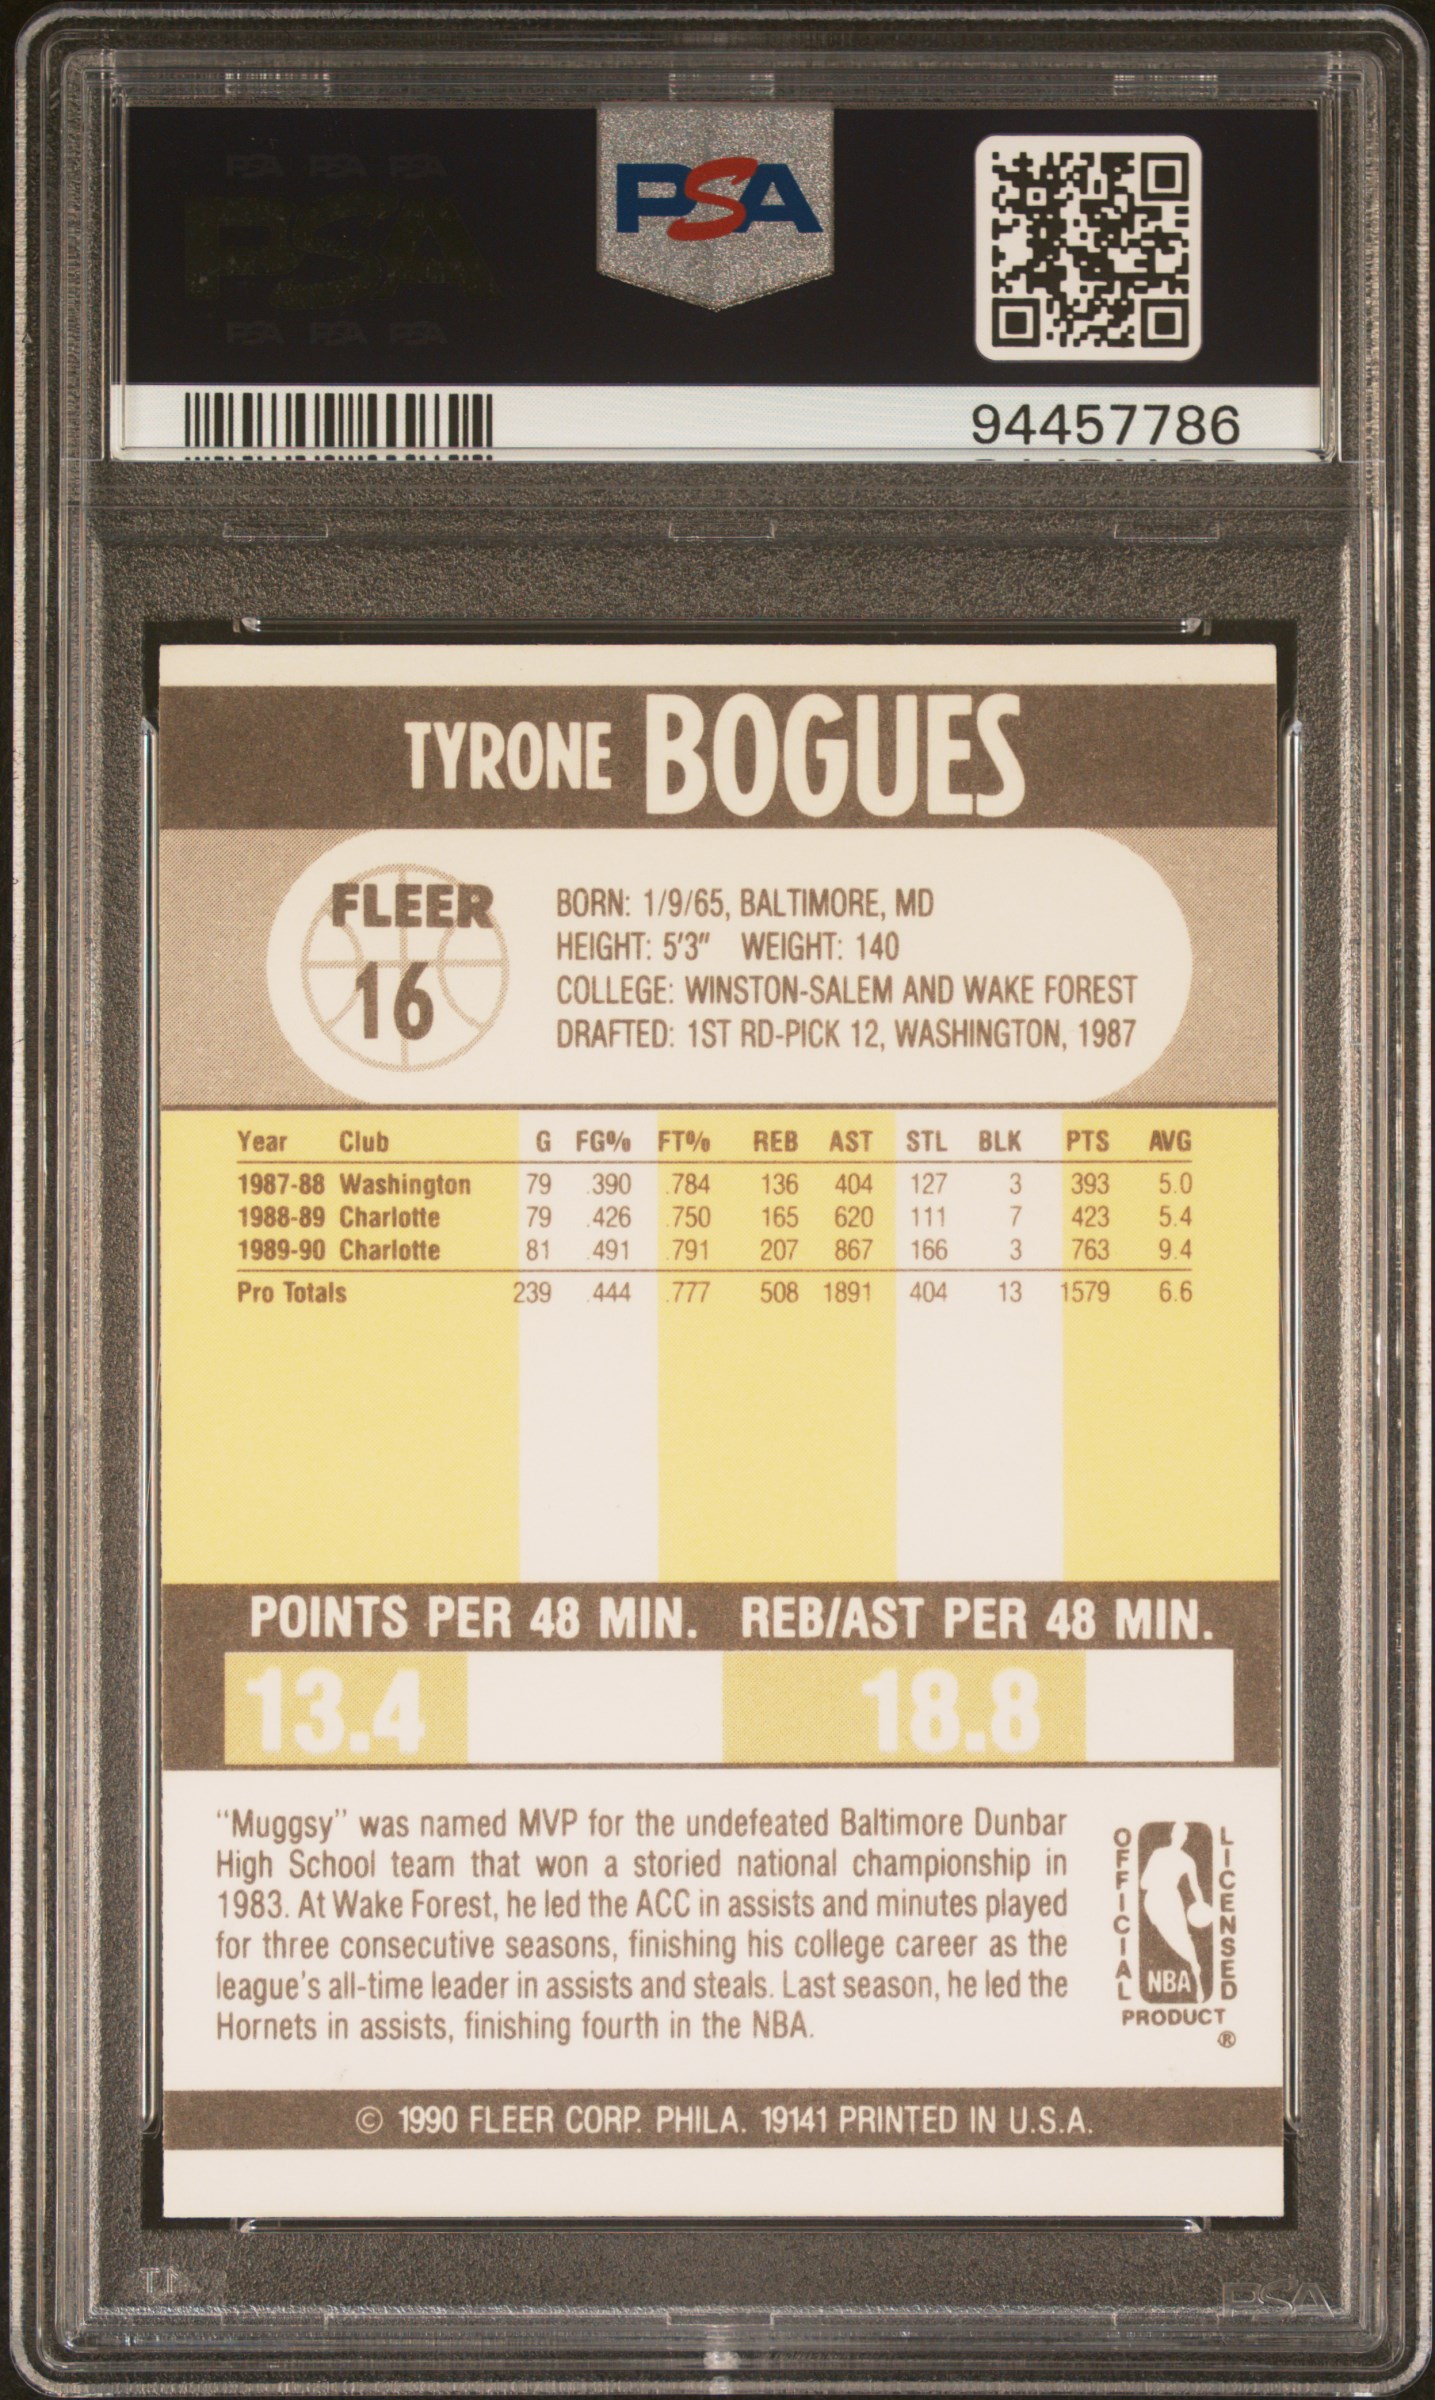 PSA PSA PSA
PSA
PSA PSA PSA
PSA
94457786
TYRONE BOGUES
FLEER
16
BORN: 1/9/65, BALTIMORE, MD
HEIGHT: 5'3" WEIGHT: 140
COLLEGE: WINSTON-SALEM AND WAKE FOREST
DRAFTED: 1ST RD-PICK 12, WASHINGTON, 1987
Year Club G FG% FT% REB AST STL BLK PTS AVG
1987-88 Washington 79 .390 .784 136 404 127 3 393 5.0
1988-89 Charlotte 79 .426 .750 165 620 111 7 423 5.4
1989-90 Charlotte 81 .491 .791 207 867 166 3 763 9.4
Pro Totals 239 .444 .777 508 1891 404 13 1579 6.6
POINTS PER 48 MIN. REB/AST PER 48 MIN.
13.4 18.8
"Muggsy" was named MVP for the undefeated Baltimore Dunbar
High School team that won a storied national championship in
1983. At Wake Forest, he led the ACC in assists and minutes played
for three consecutive seasons, finishing his college career as the
league's all-time leader in assists and steals. Last season, he led the
Hornets in assists, finishing fourth in the NBA.
OFFICIAL LICENSED
NBA
PRODUCT
®
© 1990 FLEER CORP. PHILA. 19141 PRINTED IN U.S.A.
PSA